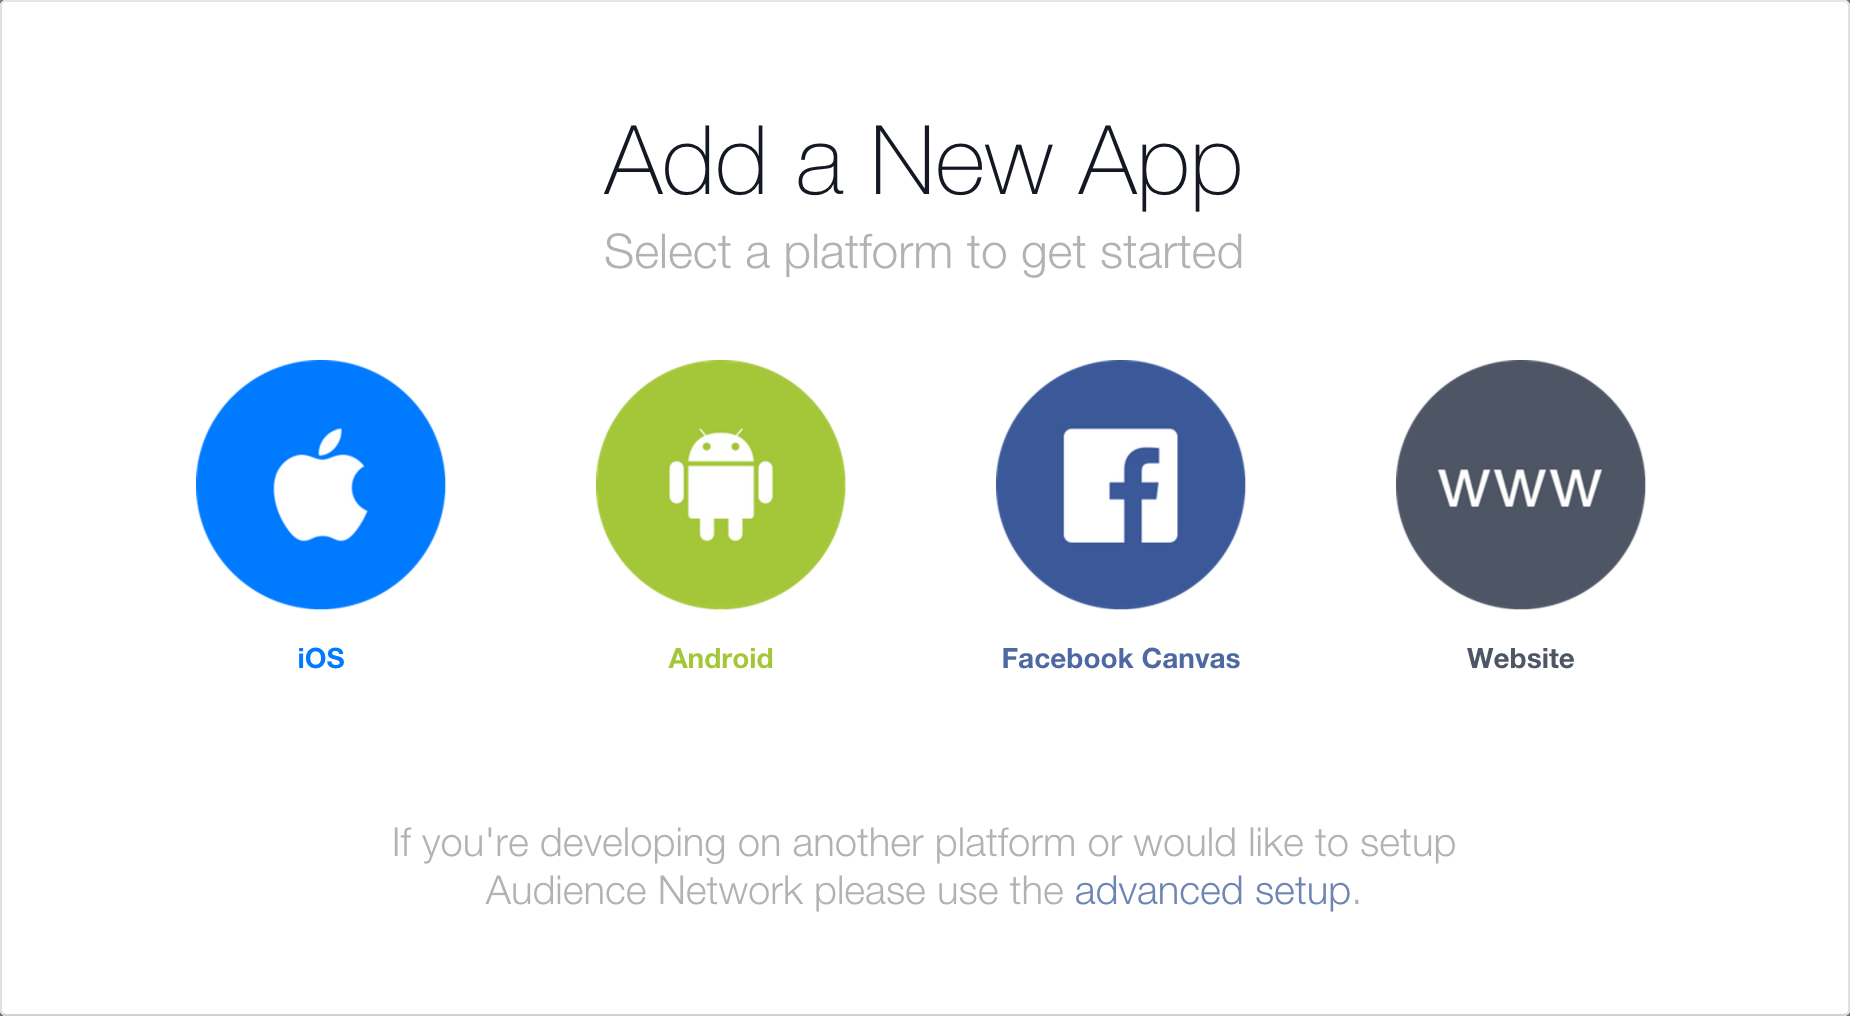 Add a New App
Select a platform to get started
www
iOS
Android
Facebook Canvas
Website
If you're developing on another platform or would like to setup
Audience Network please use the advanced setup.